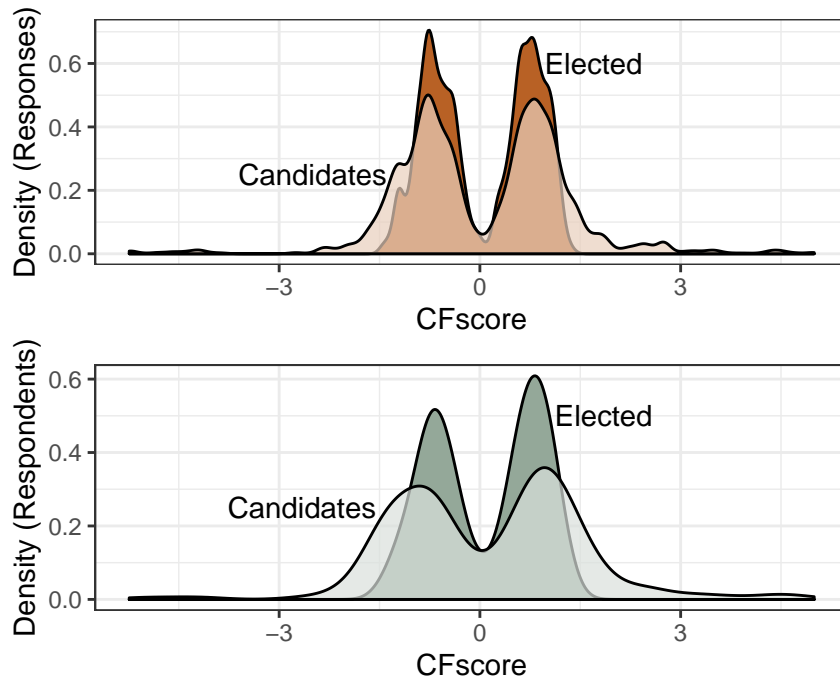 Density (Responses)
0.6
0.4
0.2
0.0
Elected
Candidates
−3
0
3
CFscore
Density (Respondents)
0.6
0.4
0.2
0.0
Elected
Candidates
−3
0
3
CFscore